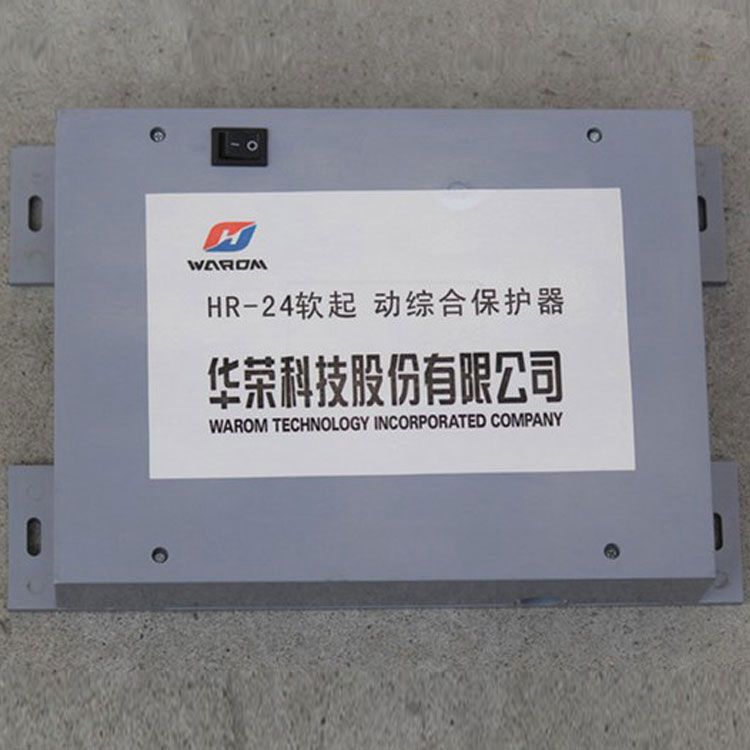 WAROM
HR-24软起 动综合保护器
华荣科技股份有限公司
WAROM TECHNOLOGY INCORPORATED COMPANY